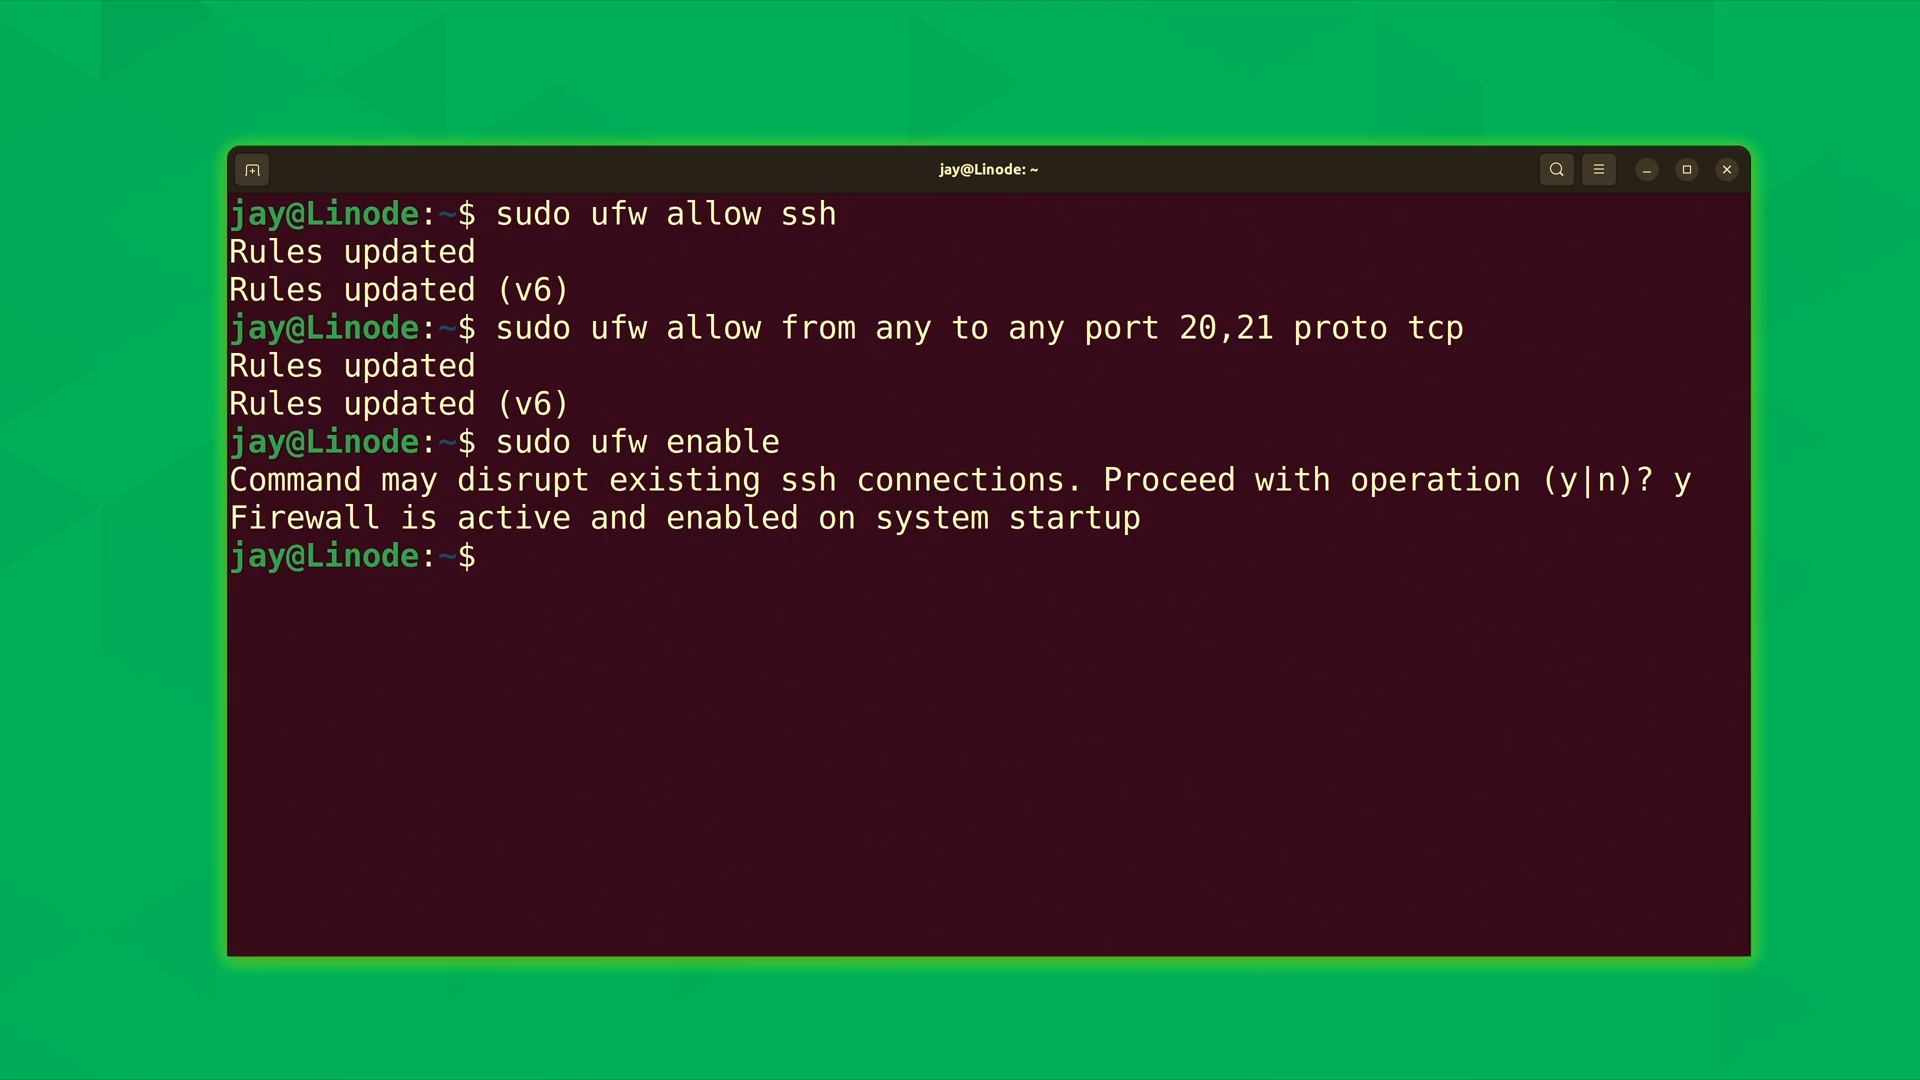 jay@Linode: ~
jay@Linode:~$ sudo ufw allow ssh
Rules updated
Rules updated (v6)
jay@Linode:~$ sudo ufw allow from any to any port 20,21 proto tcp
Rules updated
Rules updated (v6)
jay@Linode:~$ sudo ufw enable
Command may disrupt existing ssh connections. Proceed with operation (y|n)? y
Firewall is active and enabled on system startup
jay@Linode:~$